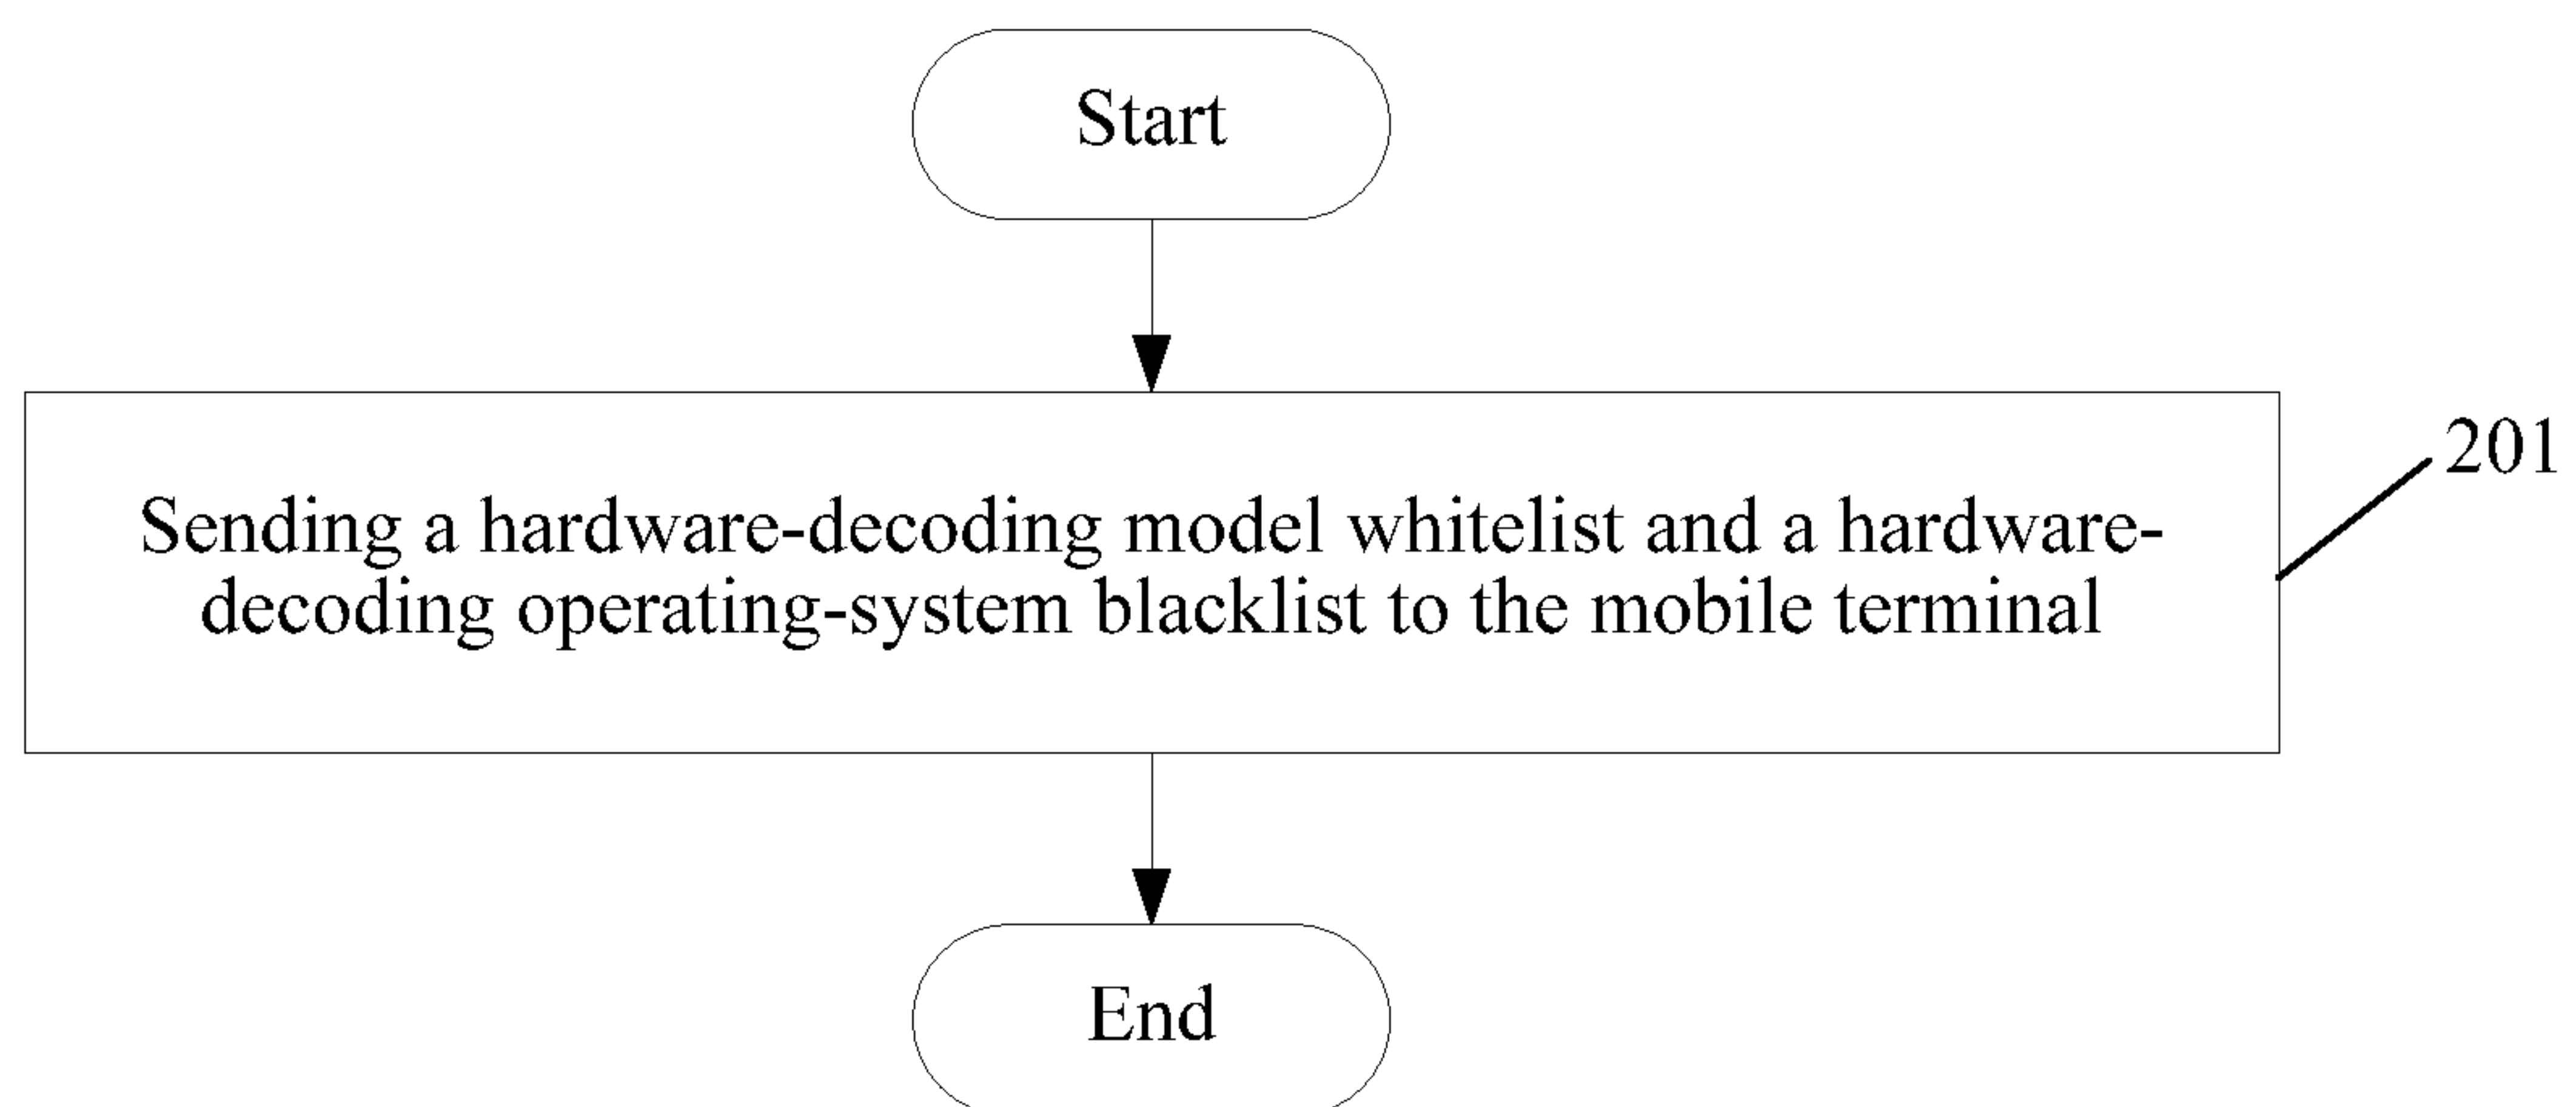 Start
201
Sending a hardware-decoding model whitelist and a hardware-
decoding operating-system blacklist to the mobile terminal
End